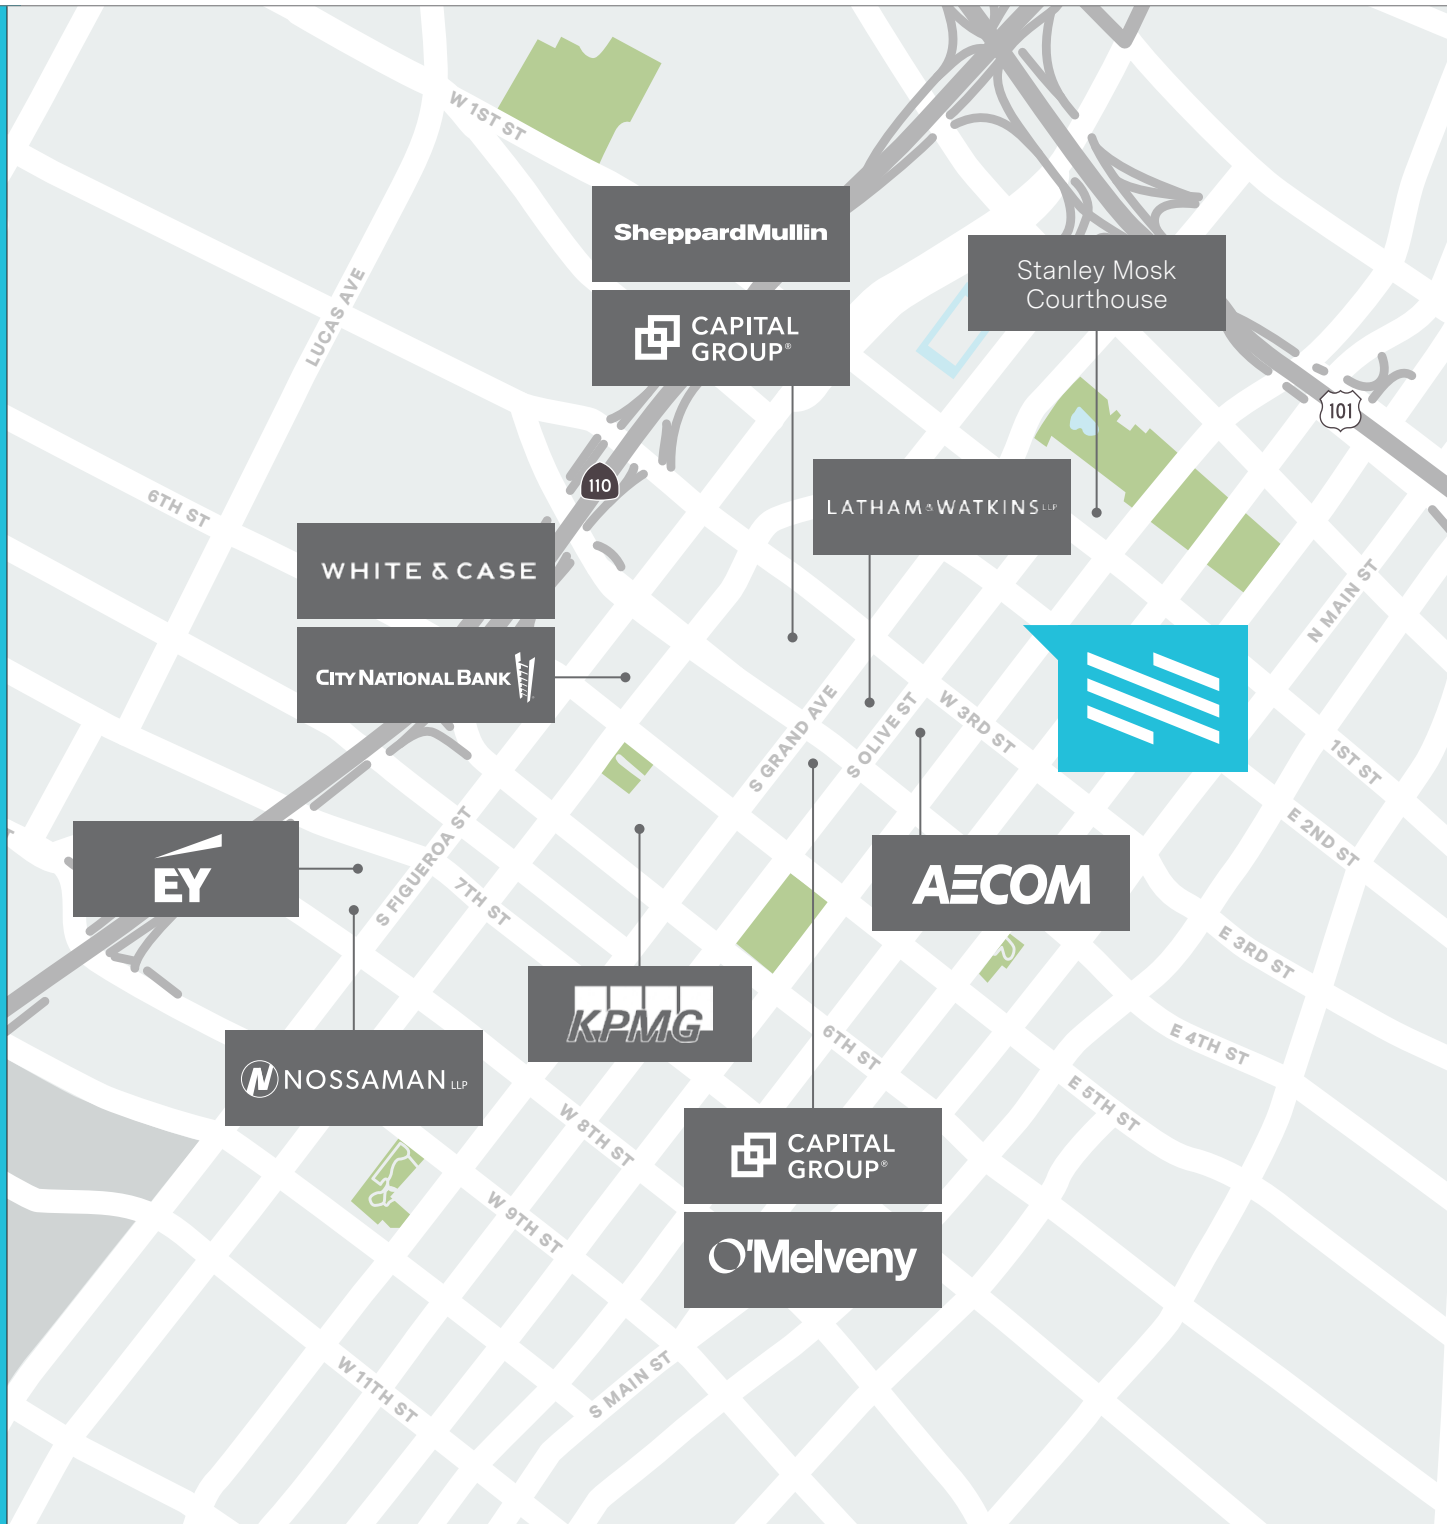 W 1ST ST
SheppardMullin
CAPITAL
GROUP®
Stanley Mosk
Courthouse
LUCAS AVE
101
110
6TH ST
LATHAM&WATKINS LLP
WHITE & CASE
CITY NATIONAL BANK
N MAIN ST
S GRAND AVE
S OLIVE ST
W 3RD ST
1ST ST
E 2ND ST
EY
S FIGUEROA ST
7TH ST
AECOM
E 3RD ST
KPMG
6TH ST
E 4TH ST
NOSSAMAN LLP
E 5TH ST
W 8TH ST
CAPITAL
GROUP®
W 9TH ST
O'Melveny
W 11TH ST
S MAIN ST